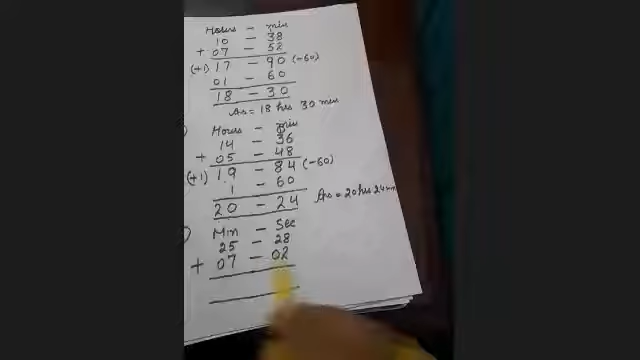 Hours - min
10 - 38
+ 07 - 52
(+1) 17 - 90 (-60)
01 - 60
18 - 30
As = 18 hrs 30 min
Hours - min
14 - 36
+ 05 - 48
(+1) 19 - 84 (-60)
1 - 60
20 - 24
As = 20 hrs 24 min
Min - Sec
25 - 28
+ 07 - 02